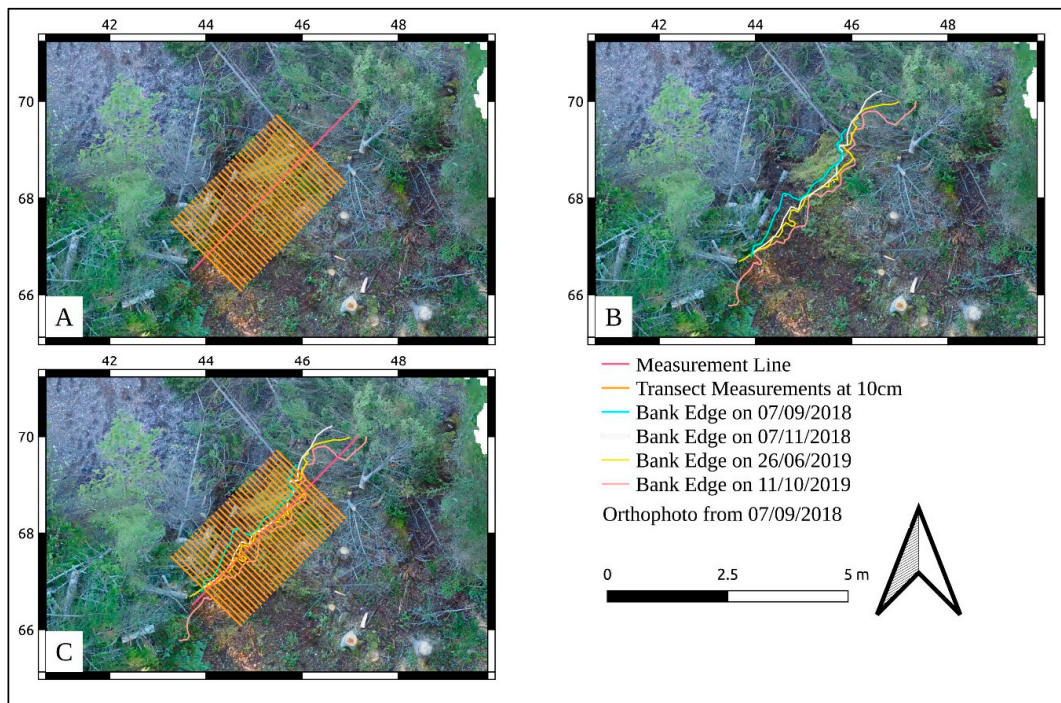 42 44 46 48
42 44 46 48
70
68
66
A
B
42 44 46 48
70
68
66
C
Measurement Line
Transect Measurements at 10cm
Bank Edge on 07/09/2018
Bank Edge on 07/11/2018
Bank Edge on 26/06/2019
Bank Edge on 11/10/2019
Orthophoto from 07/09/2018
0 2.5 5 m
70
68
66